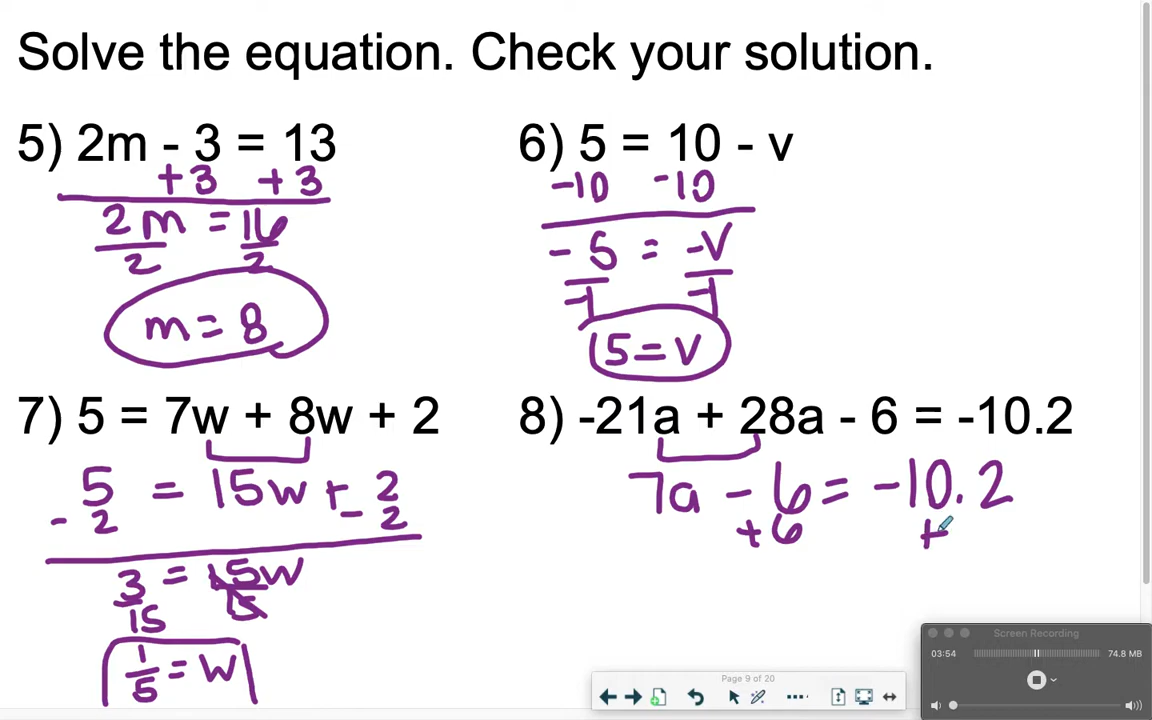 Solve the equation. Check your solution.
5) 2m - 3 = 13
+3 +3
2m = 16
2 2
m = 8
6) 5 = 10 - v
-10 -10
-5 = -v
-1 -1
5 = v
7) 5 = 7w + 8w + 2
5 = 15w + 2
- 2 - 2
3 = 15w
15 15
1/5 = w
8) -21a + 28a - 6 = -10.2
7a - 6 = -10.2
+6 +
Screen Recording
03:54 74.8 MB
Page 9 of 20